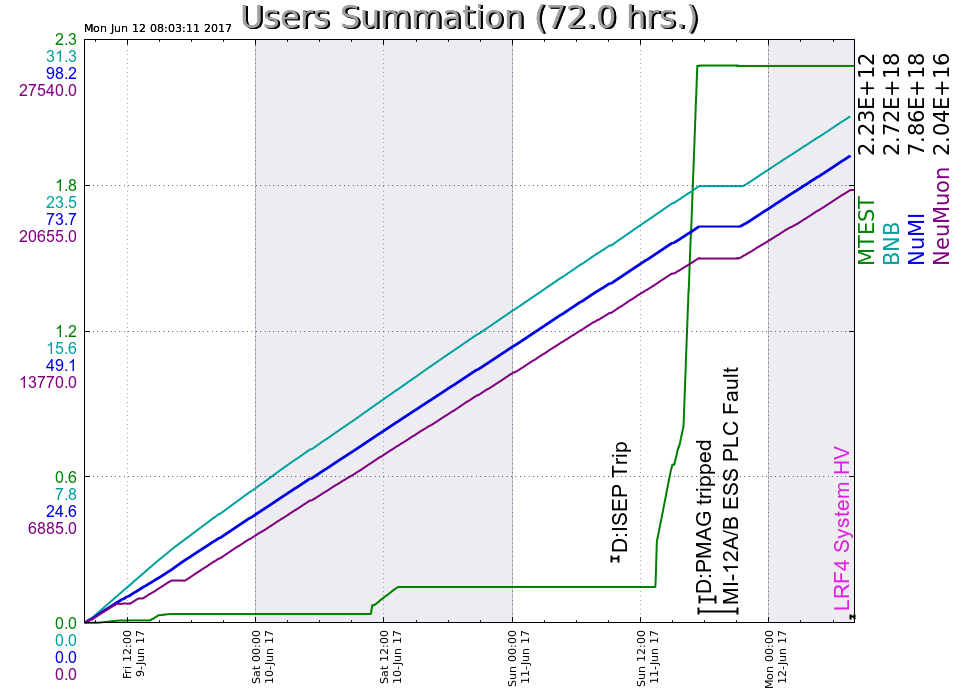 Users Summation (72.0 hrs.)
Mon Jun 12 08:03:11 2017
2.3
31.3
98.2
27540.0
1.8
23.5
73.7
20655.0
1.2
15.6
49.1
13770.0
0.6
7.8
24.6
6885.0
0.0
0.0
0.0
0.0
Fri 12:00
9-Jun 17
Sat 00:00
10-Jun 17
Sat 12:00
10-Jun 17
Sun 00:00
11-Jun 17
Sun 12:00
11-Jun 17
Mon 00:00
12-Jun 17
D:ISEP Trip
D:PMAG tripped
MI-12A/B ESS PLC Fault
LRF4 System HV
MTEST 2.23E+12
BNB 2.72E+18
NuMI 7.86E+18
NeuMuon 2.04E+16